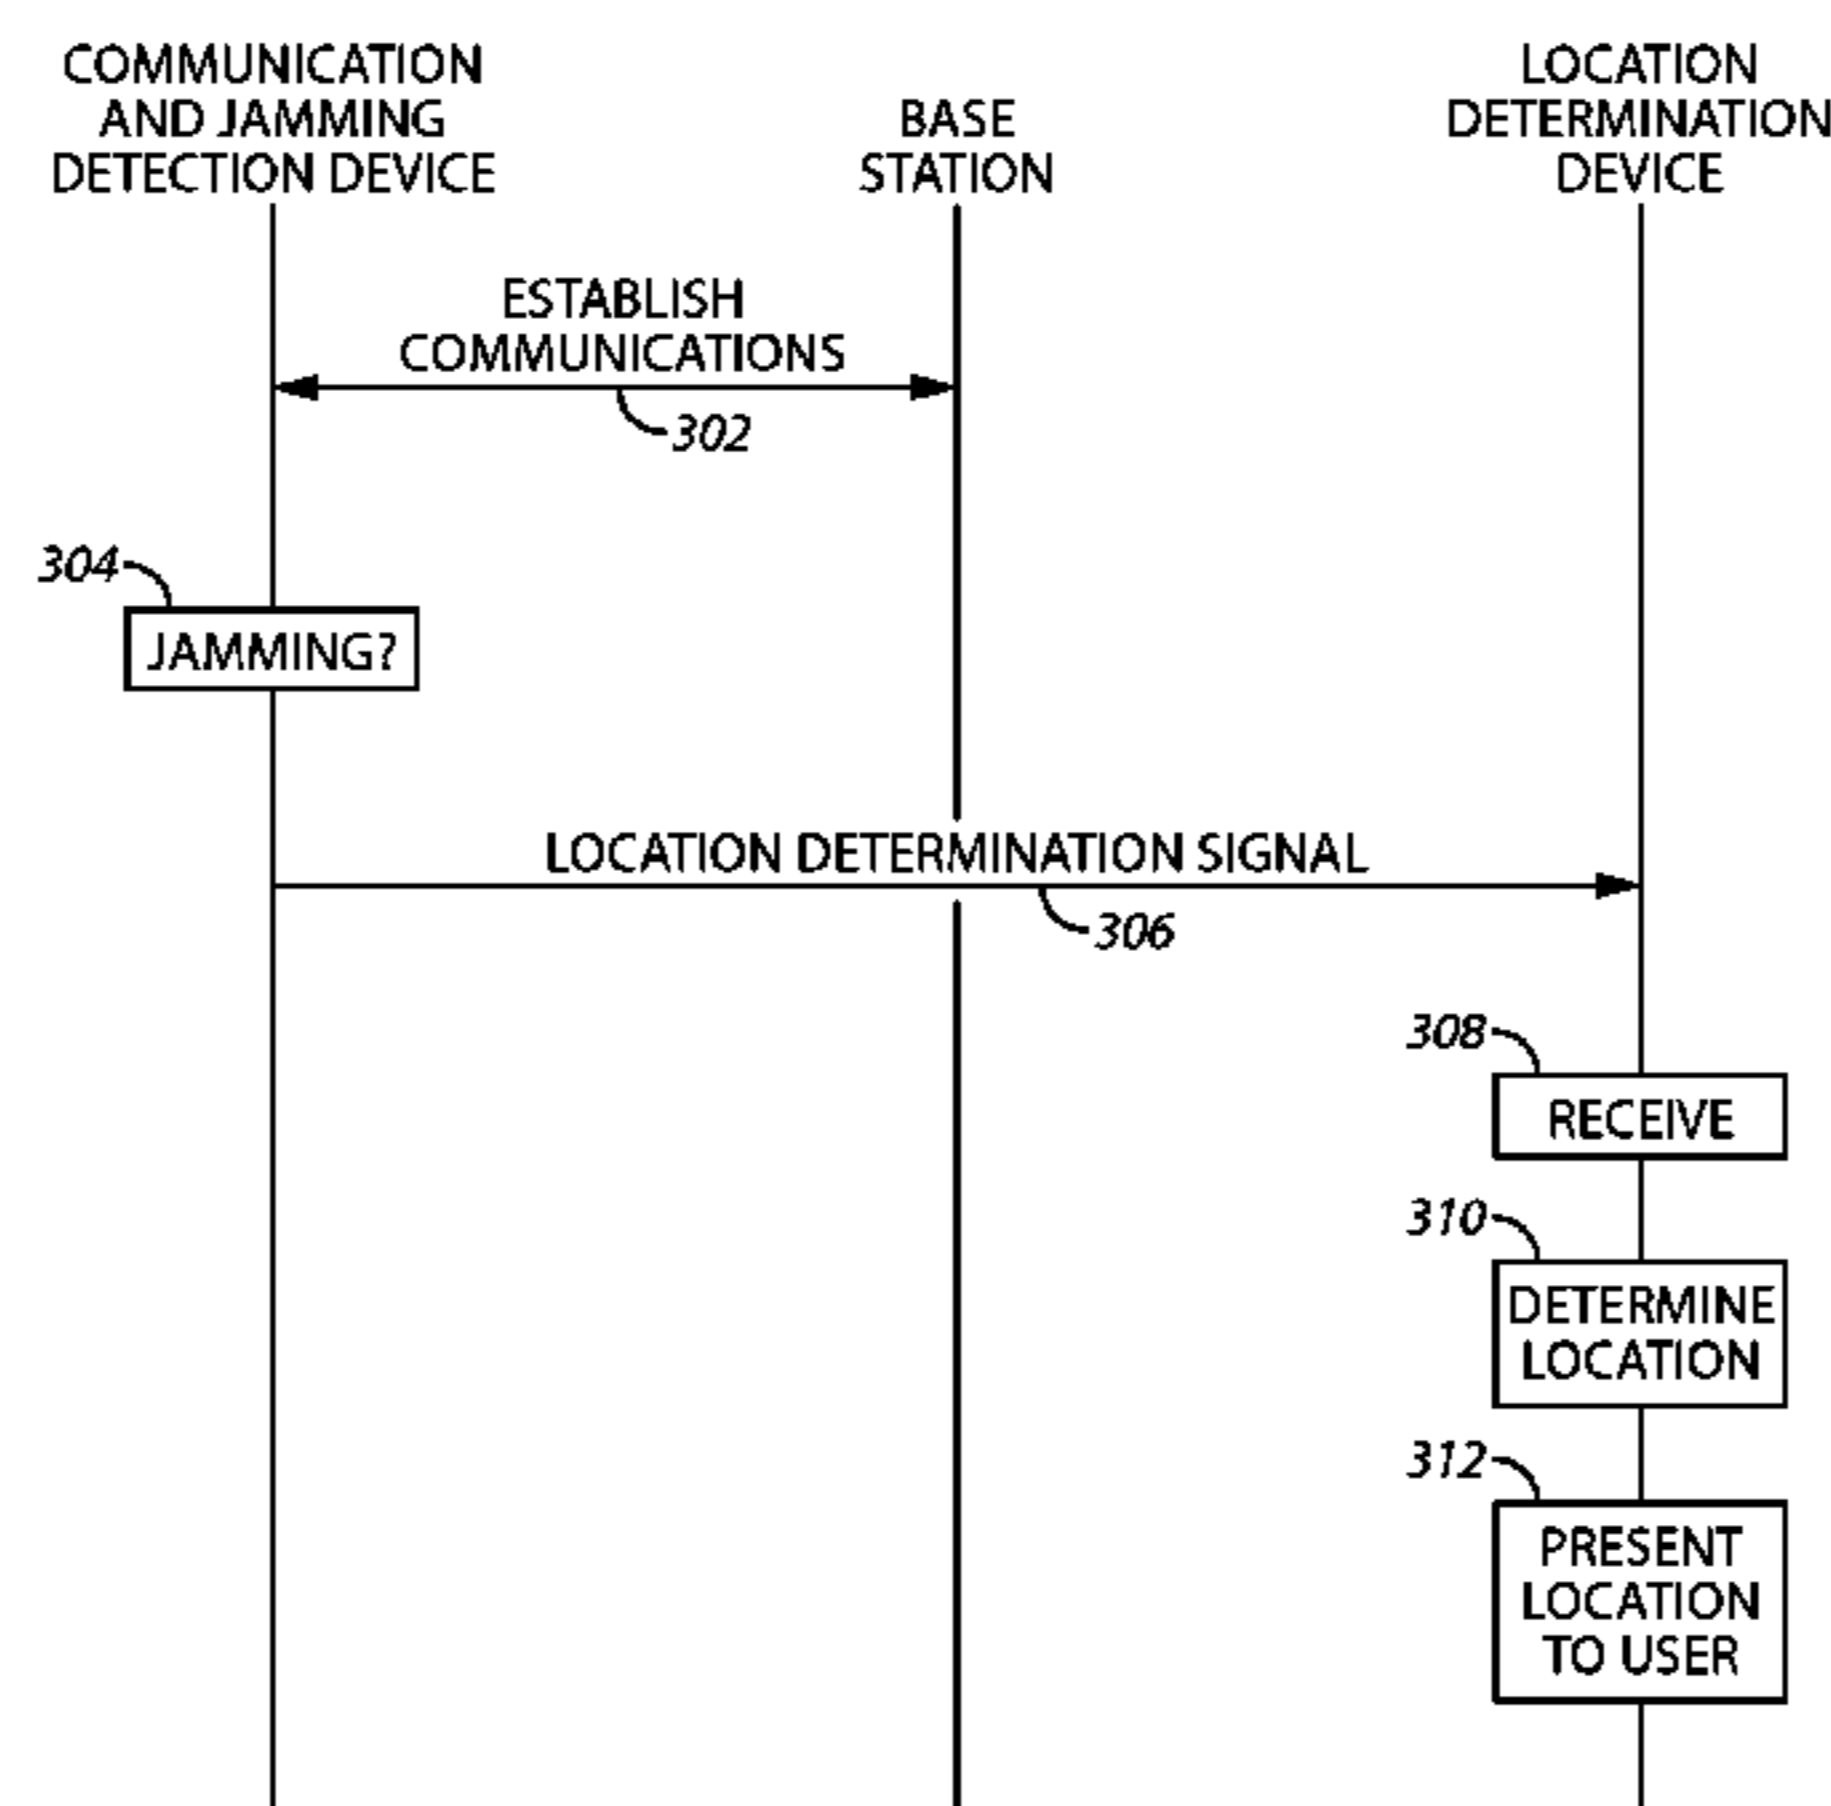 COMMUNICATION
AND JAMMING
DETECTION DEVICE
BASE
STATION
LOCATION
DETERMINATION
DEVICE
ESTABLISH
COMMUNICATIONS
302
304
JAMMING?
LOCATION DETERMINATION SIGNAL
306
308
RECEIVE
310
DETERMINE
LOCATION
312
PRESENT
LOCATION
TO USER